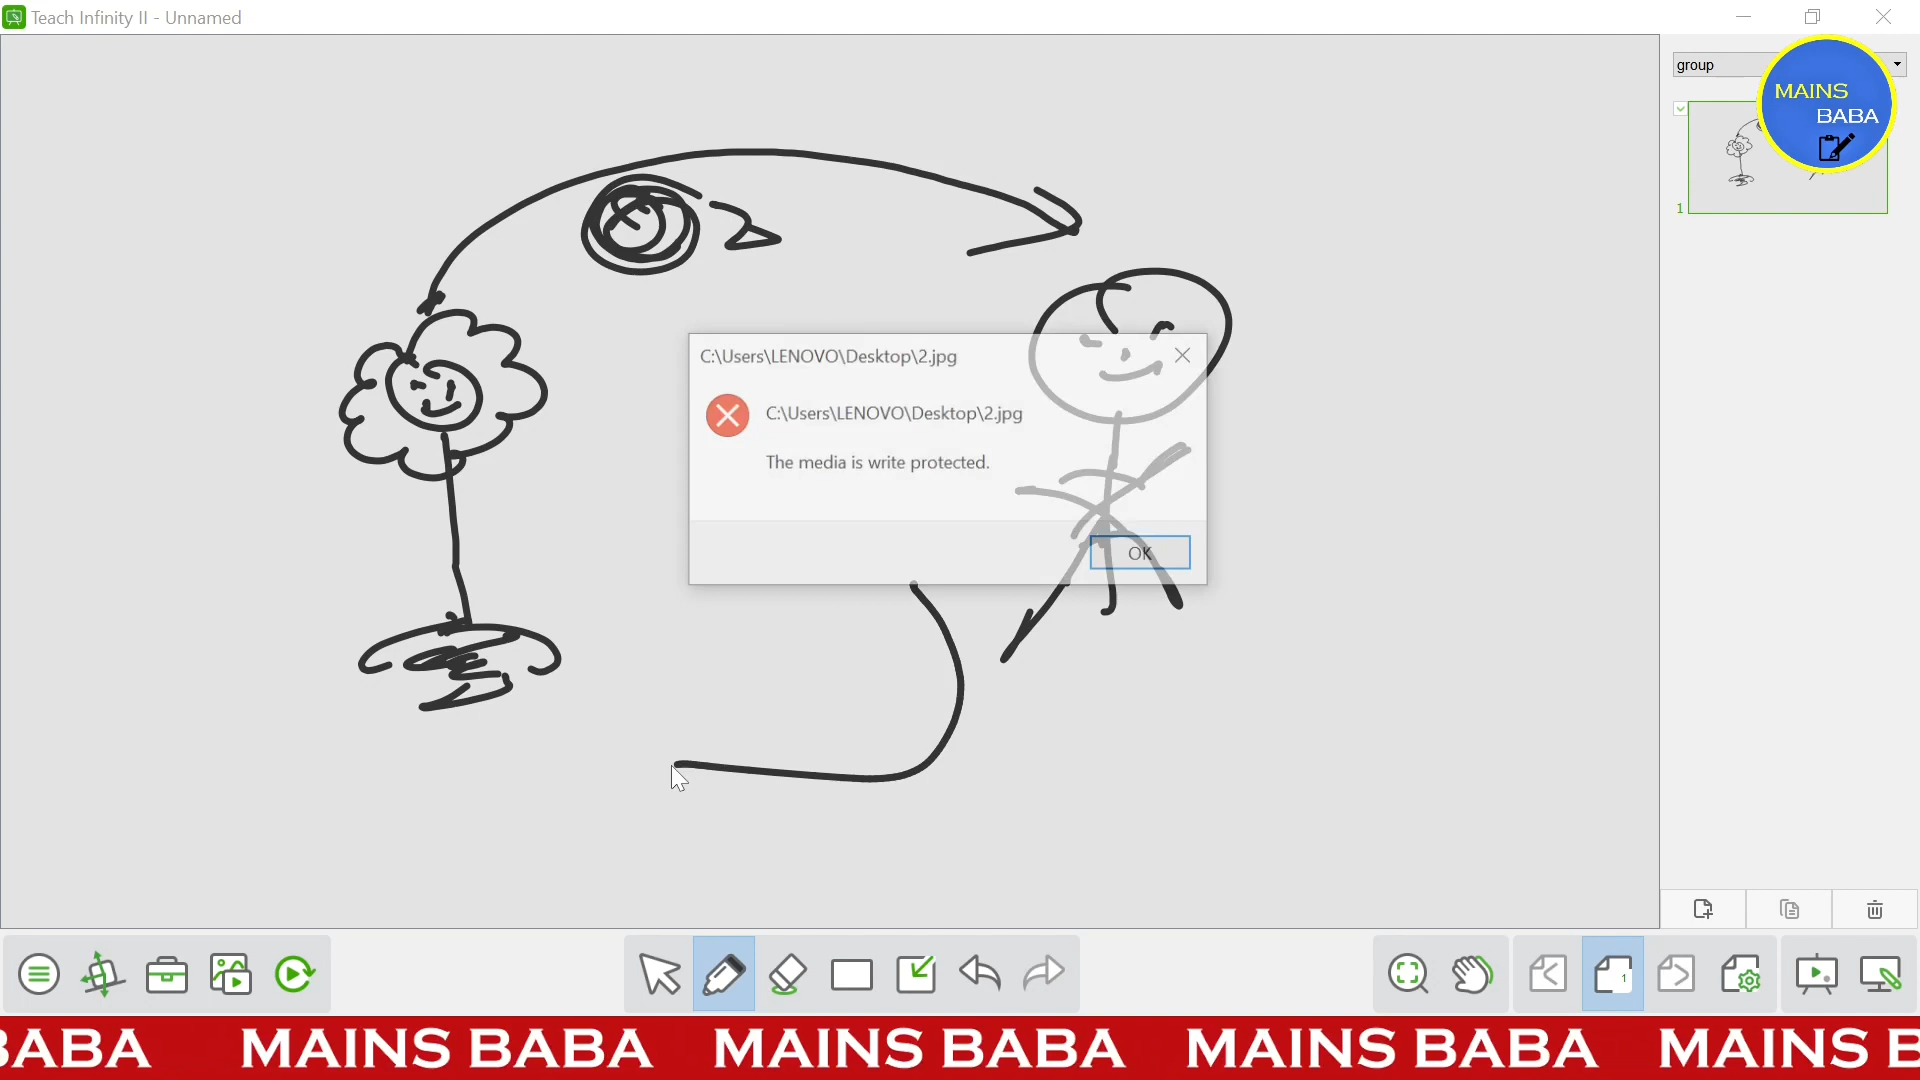 Teach Infinity II - Unnamed
group
MAINS
BABA
1
C:\Users\LENOVO\Desktop\2.jpg
C:\Users\LENOVO\Desktop\2.jpg
The media is write protected.
OK
1
BABA MAINS BABA MAINS BABA MAINS BABA MAINS B